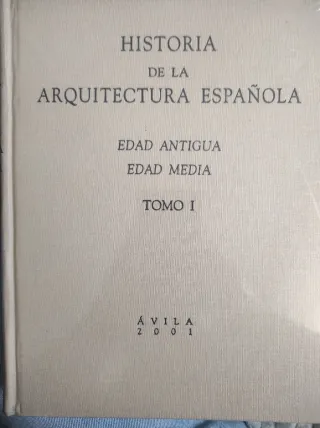 HISTORIA
DE LA
ARQUITECTURA ESPAÑOLA
EDAD ANTIGUA
EDAD MEDIA
TOMO I
ÁVILA
2001